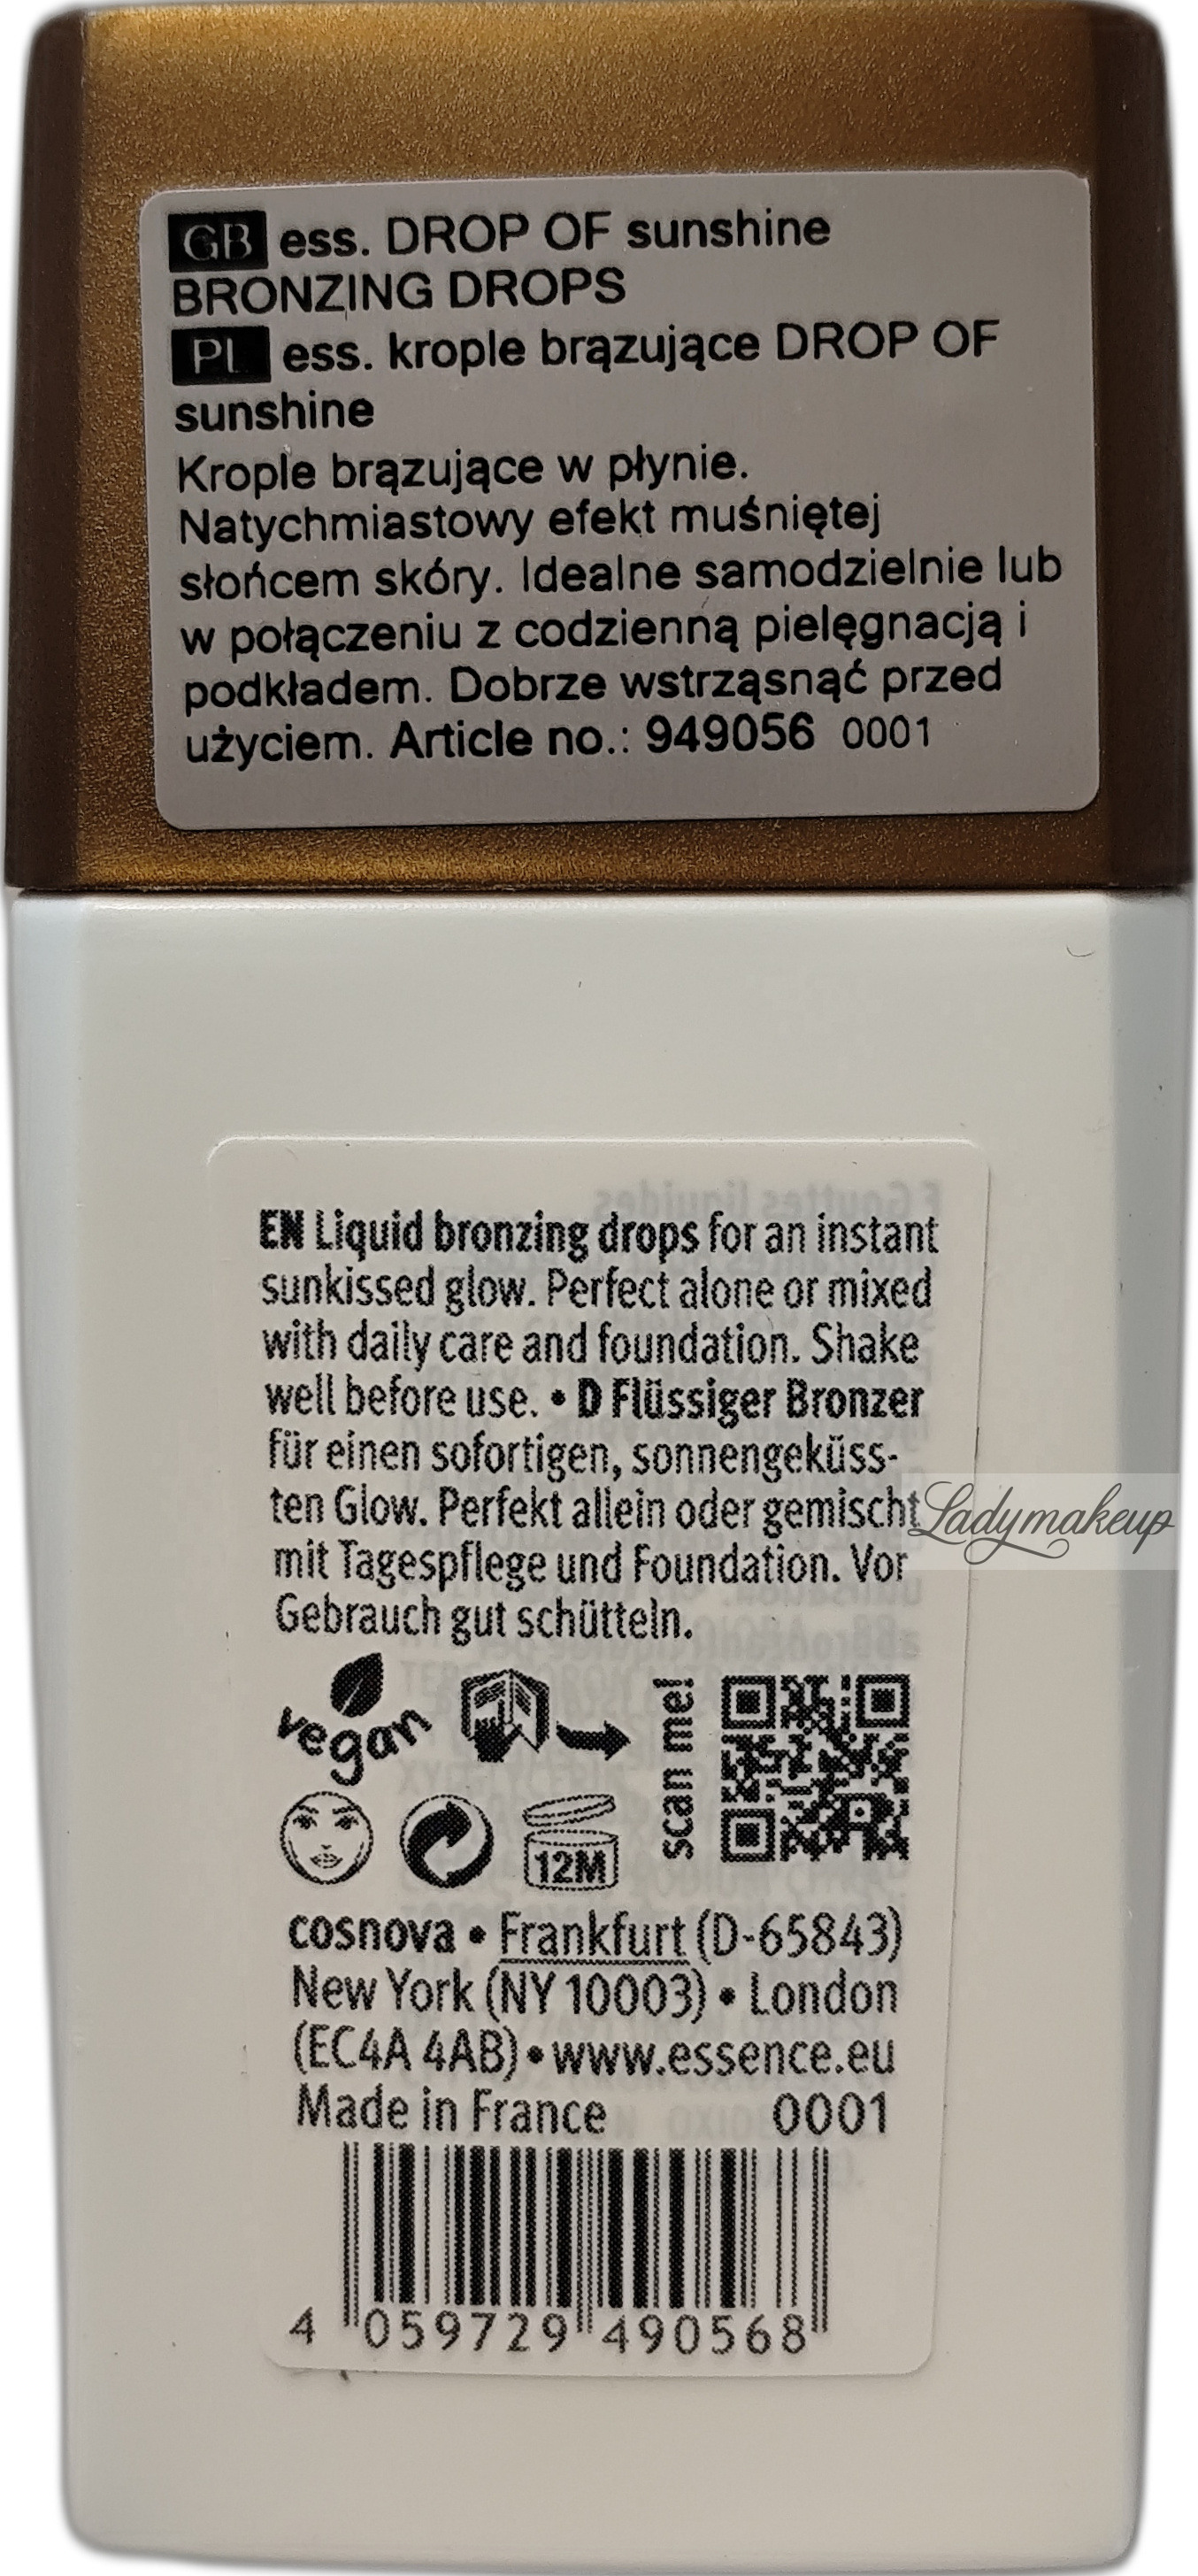 GB ess. DROP OF sunshine
BRONZING DROPS
PL ess. krople brązujące DROP OF
sunshine
Krople brązujące w płynie.
Natychmiastowy efekt muśniętej
słońcem skóry. Idealne samodzielnie lub
w połączeniu z codzienną pielęgnacją i
podkładem. Dobrze wstrząsnąć przed
użyciem. Article no.: 949056 0001
EN Liquid bronzing drops for an instant
sunkissed glow. Perfect alone or mixed
with daily care and foundation. Shake
well before use. • D Flüssiger Bronzer
für einen sofortigen, sonnengeküss-
ten Glow. Perfekt allein oder gemischt
mit Tagespflege und Foundation. Vor
Gebrauch gut schütteln.
Ladymakeup
vegan
scan me!
12M
cosnova • Frankfurt (D-65843)
New York (NY 10003) • London
(EC4A 4AB) • www.essence.eu
Made in France 0001
4 059729 490568